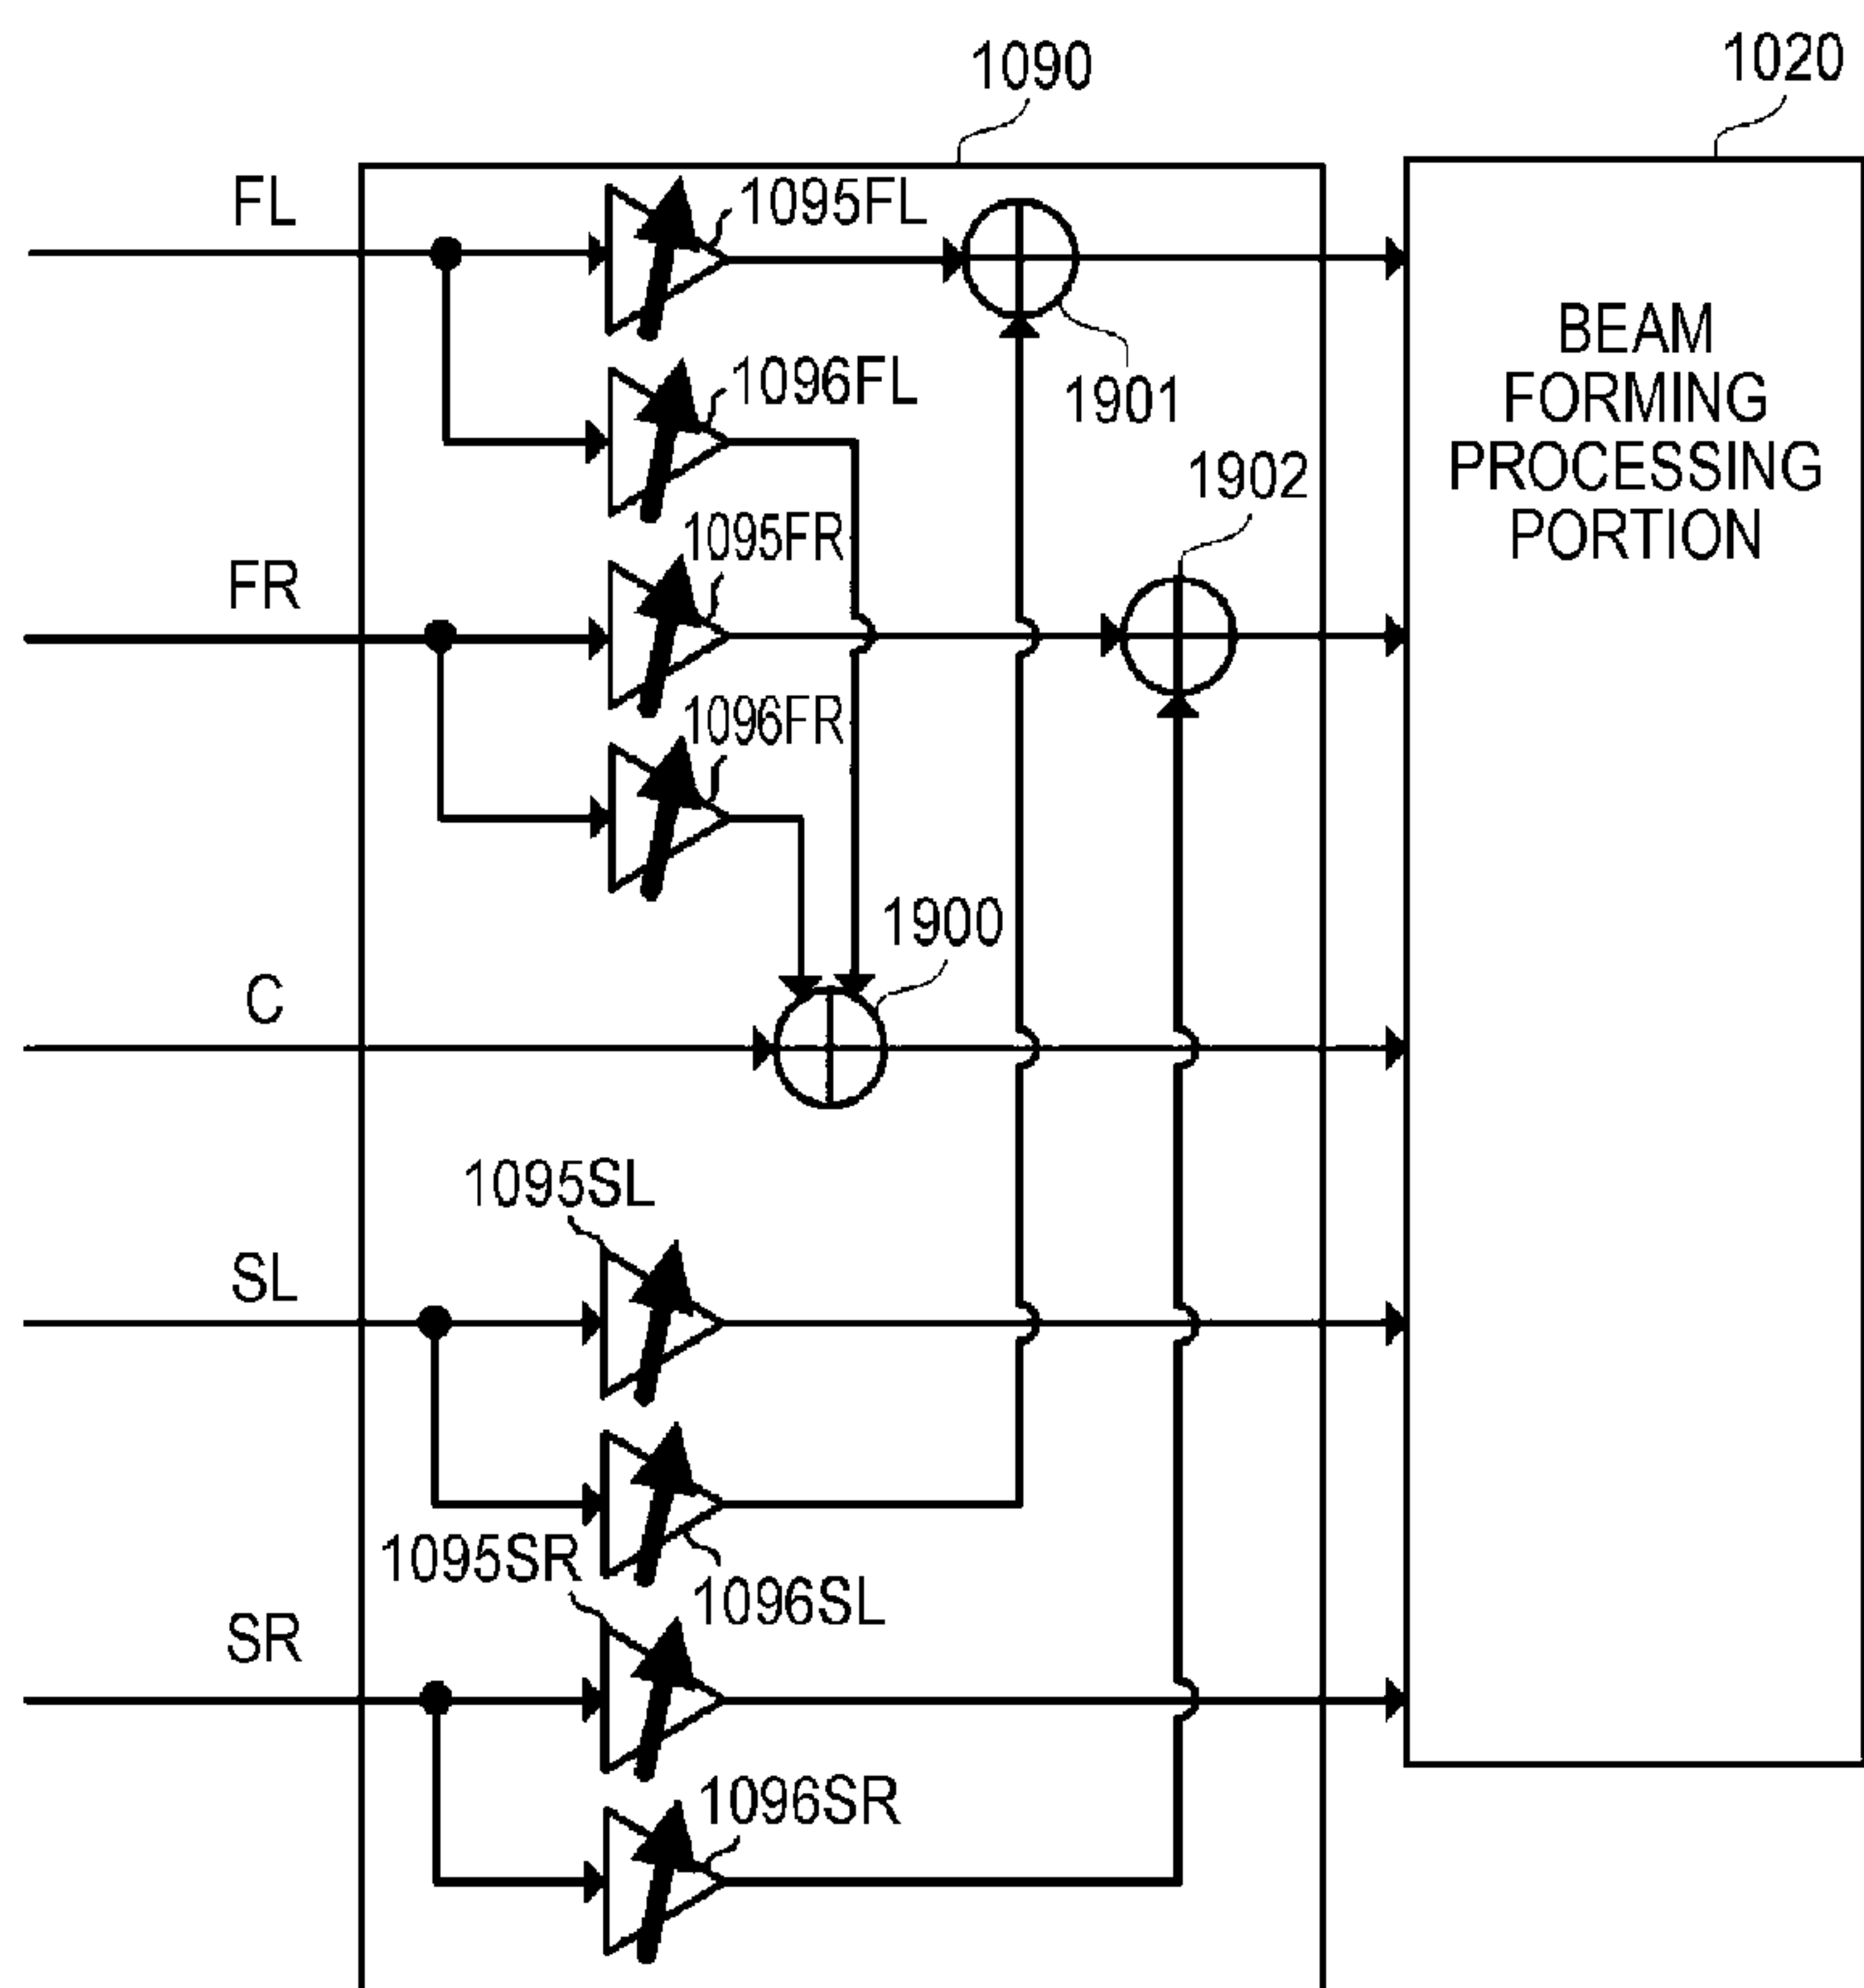 1090
1020
FL
1095FL
1096FL
1901
BEAM
FORMING
PROCESSING
PORTION
1902
1095FR
FR
1096FR
1900
C
1095SL
SL
1095SR
1096SL
SR
1096SR